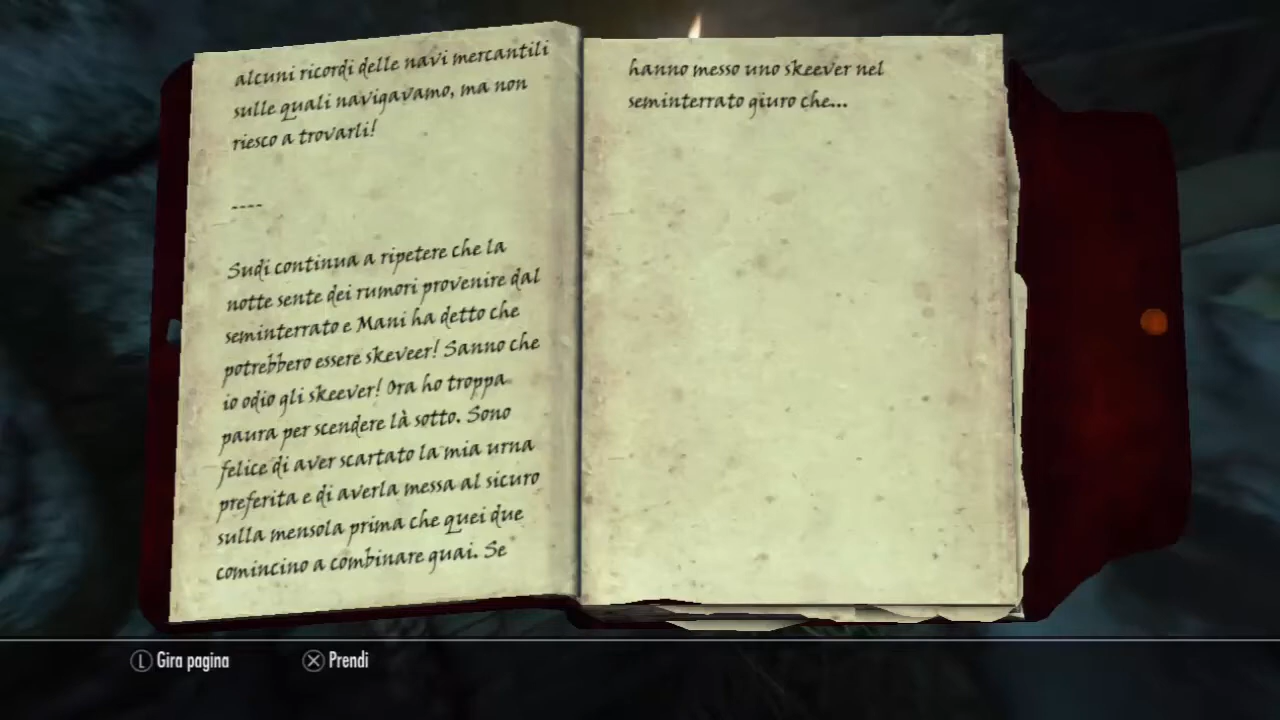 alcuni ricordi delle navi mercantili
sulle quali navigavamo, ma non
riesco a trovarli!
----
Sudi continua a ripetere che la
notte sente dei rumori provenire dal
seminterrato e Mani ha detto che
potrebbero essere skeveer! Sanno che
io odio gli skeever! Ora ho troppa
paura per scendere là sotto. Sono
felice di aver scartato la mia urna
preferita e di averla messa al sicuro
sulla mensola prima che quei due
comincino a combinare guai. Se
hanno messo uno skeever nel
seminterrato giuro che...
L Gira pagina
X Prendi